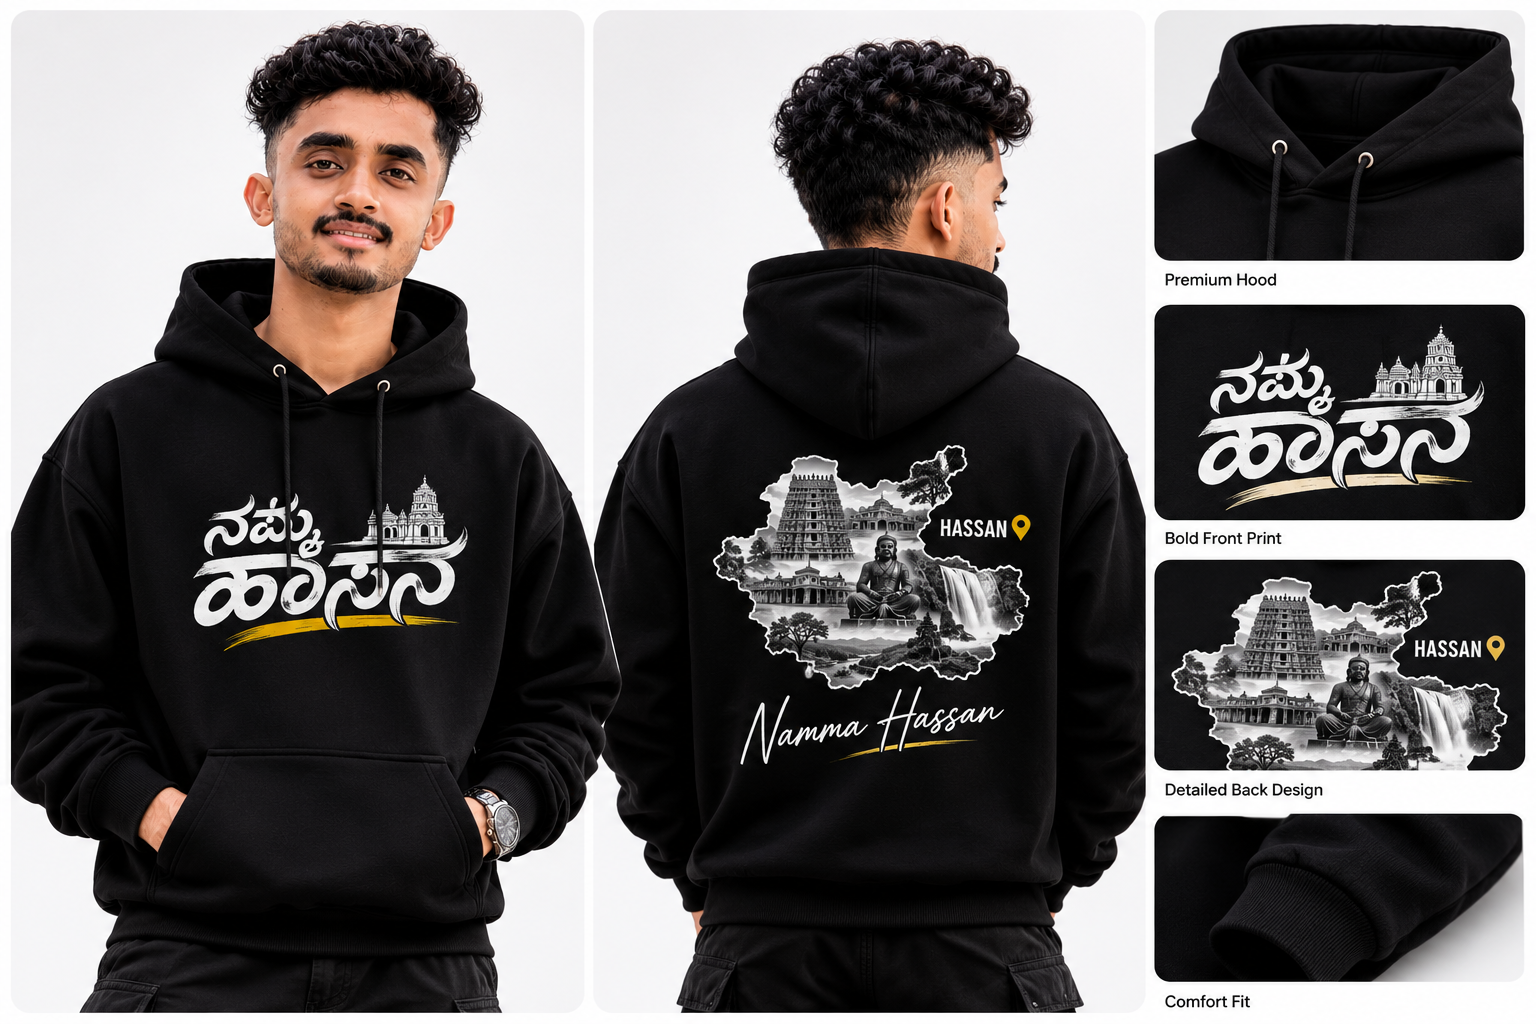 ನಮ್ಮ
ಹಾಸನ
HASSAN
Namma Hassan
Premium Hood
ನಮ್ಮ
ಹಾಸನ
Bold Front Print
HASSAN
Detailed Back Design
Comfort Fit